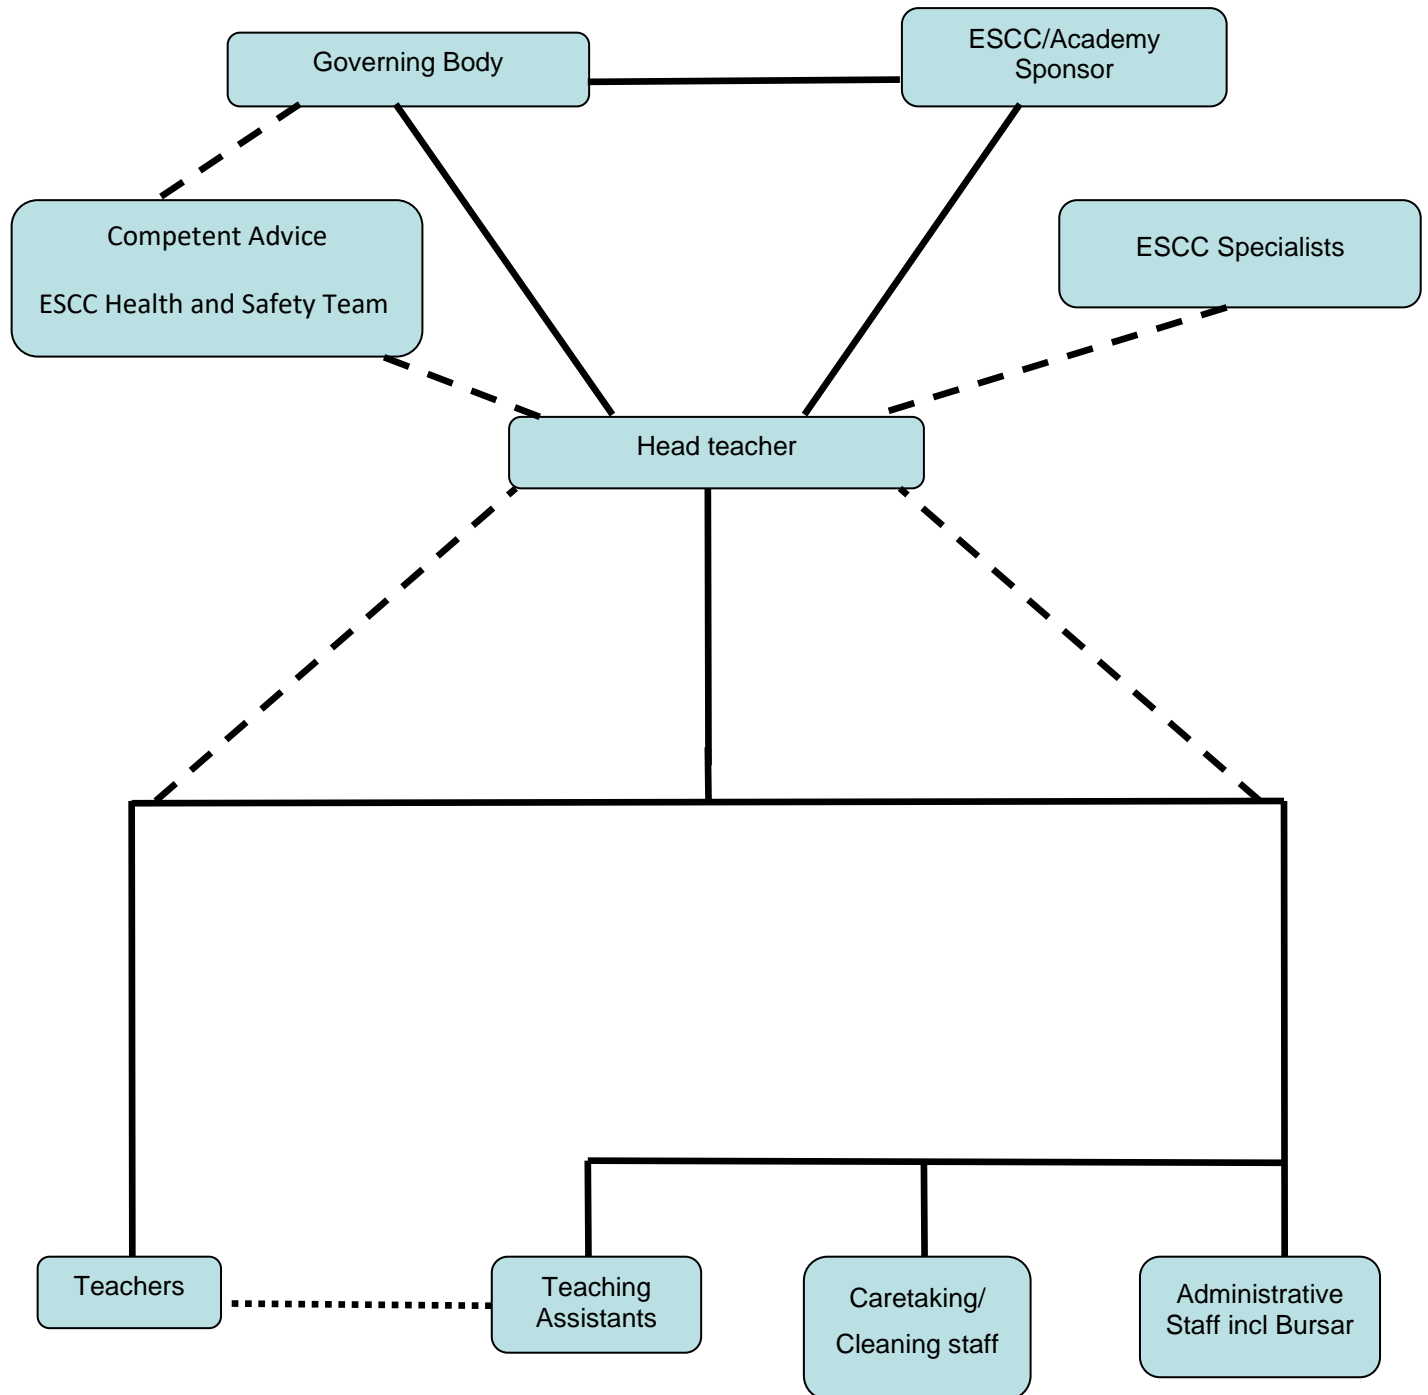 Governing Body
ESCC/Academy
Sponsor
Competent Advice
ESCC Health and Safety Team
ESCC Specialists
Head teacher
Teachers
Teaching
Assistants
Caretaking/
Cleaning staff
Administrative
Staff incl Bursar